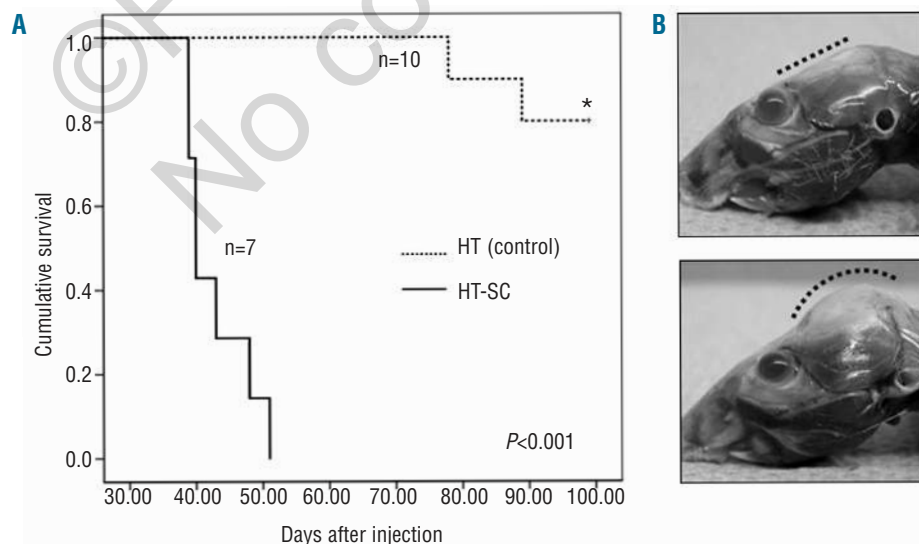 A
1.0
0.8
0.6
0.4
0.2
0.0
Cumulative survival
n=10
*
n=7
HT (control)
HT-SC
P<0.001
30.00 40.00 50.00 60.00 70.00 80.00 90.00 100.00
Days after injection
B
No co